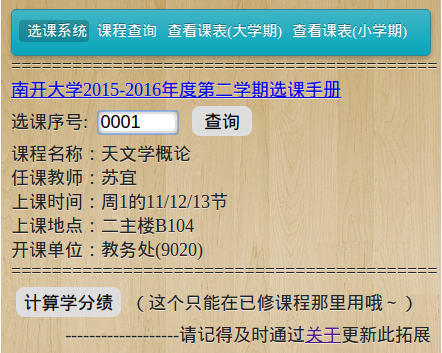 选课系统 课程查询 查看课表(大学期) 查看课表(小学期)
==========================================
南开大学2015-2016年度第二学期选课手册
选课序号: 0001 查询
课程名称：天文学概论
任课教师：苏宜
上课时间：周1的11/12/13节
上课地点：二主楼B104
开课单位：教务处(9020)
==========================================
计算学分绩 （这个只能在已修课程那里用哦～）
-------------------请记得及时通过关于更新此拓展